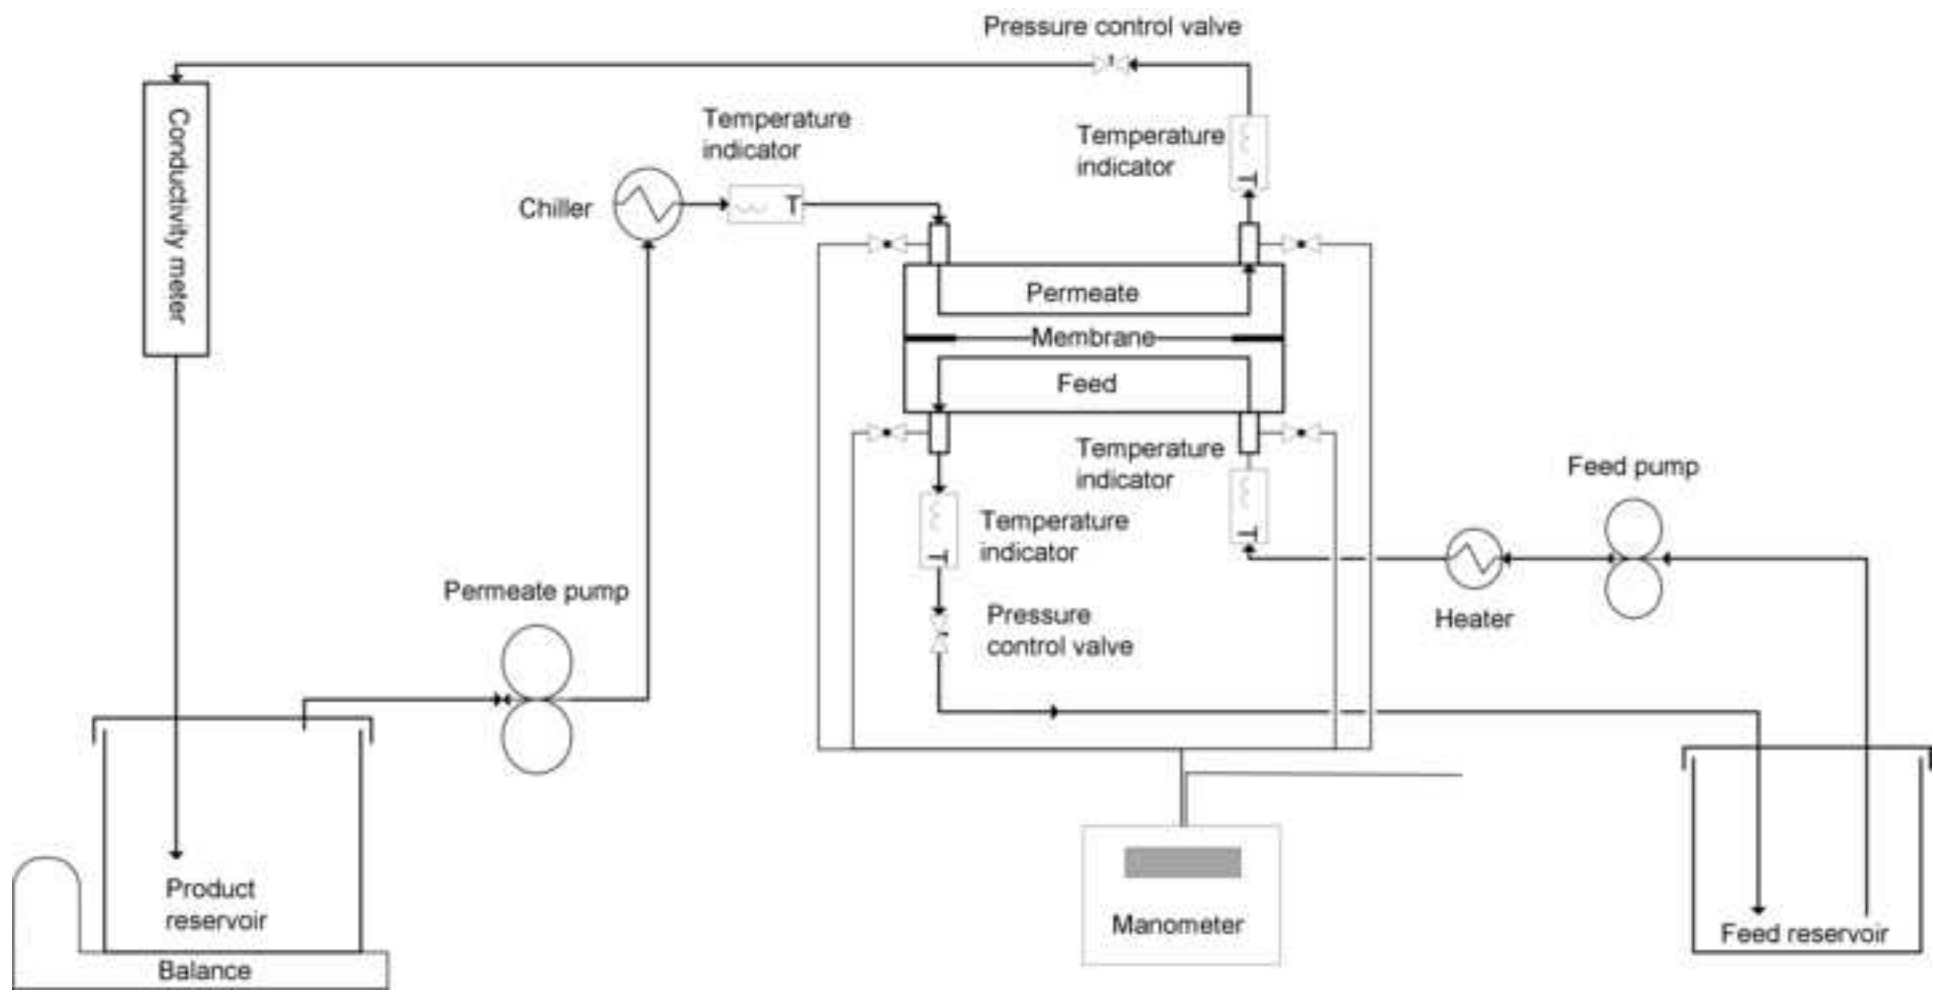 Pressure control valve
Conductivity meter
Temperature
indicator
Temperature
indicator
T
Chiller
T
Permeate
Membrane
Feed
Temperature
indicator
Feed pump
Temperature
indicator
T
T
Permeate pump
Pressure
control valve
Heater
Product
reservoir
Manometer
Feed reservoir
Balance